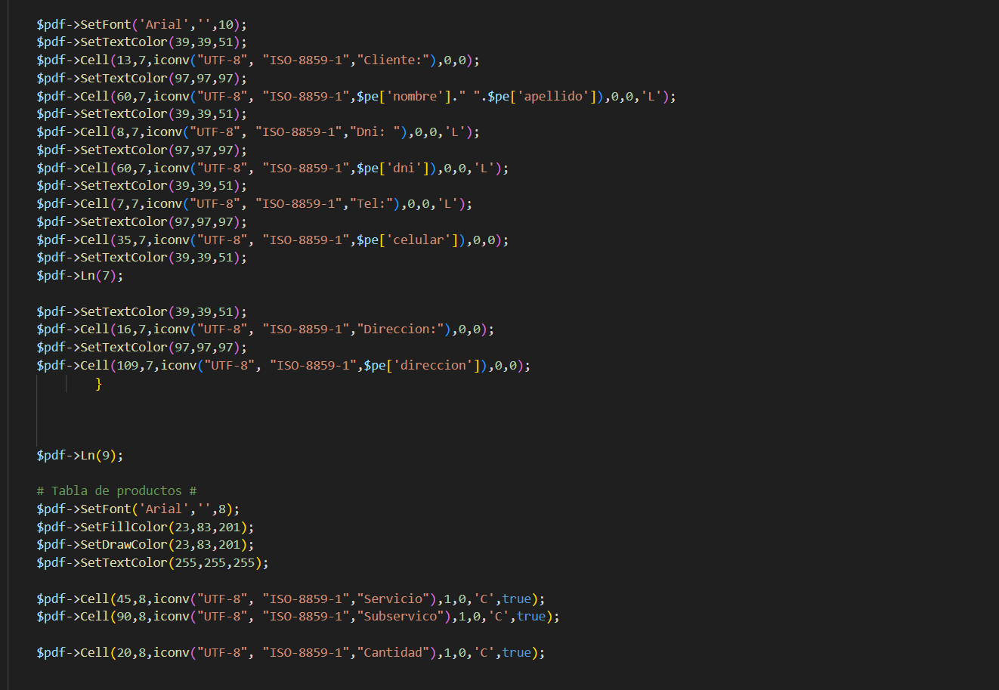 $pdf->SetFont('Arial','',10);
$pdf->SetTextColor(39,39,51);
$pdf->Cell(13,7,iconv("UTF-8", "ISO-8859-1","Cliente:"),0,0);
$pdf->SetTextColor(97,97,97);
$pdf->Cell(60,7,iconv("UTF-8", "ISO-8859-1",$pe['nombre']." ".$pe['apellido']),0,0,'L');
$pdf->SetTextColor(39,39,51);
$pdf->Cell(8,7,iconv("UTF-8", "ISO-8859-1","Dni: "),0,0,'L');
$pdf->SetTextColor(97,97,97);
$pdf->Cell(60,7,iconv("UTF-8", "ISO-8859-1",$pe['dni']),0,0,'L');
$pdf->SetTextColor(39,39,51);
$pdf->Cell(7,7,iconv("UTF-8", "ISO-8859-1","Tel:"),0,0,'L');
$pdf->SetTextColor(97,97,97);
$pdf->Cell(35,7,iconv("UTF-8", "ISO-8859-1",$pe['celular']),0,0);
$pdf->SetTextColor(39,39,51);
$pdf->Ln(7);
$pdf->SetTextColor(39,39,51);
$pdf->Cell(16,7,iconv("UTF-8", "ISO-8859-1","Direccion:"),0,0);
$pdf->SetTextColor(97,97,97);
$pdf->Cell(109,7,iconv("UTF-8", "ISO-8859-1",$pe['direccion']),0,0);
}
$pdf->Ln(9);
# Tabla de productos #
$pdf->SetFont('Arial','',8);
$pdf->SetFillColor(23,83,201);
$pdf->SetDrawColor(23,83,201);
$pdf->SetTextColor(255,255,255);
$pdf->Cell(45,8,iconv("UTF-8", "ISO-8859-1","Servicio"),1,0,'C',true);
$pdf->Cell(90,8,iconv("UTF-8", "ISO-8859-1","Subservico"),1,0,'C',true);
$pdf->Cell(20,8,iconv("UTF-8", "ISO-8859-1","Cantidad"),1,0,'C',true);